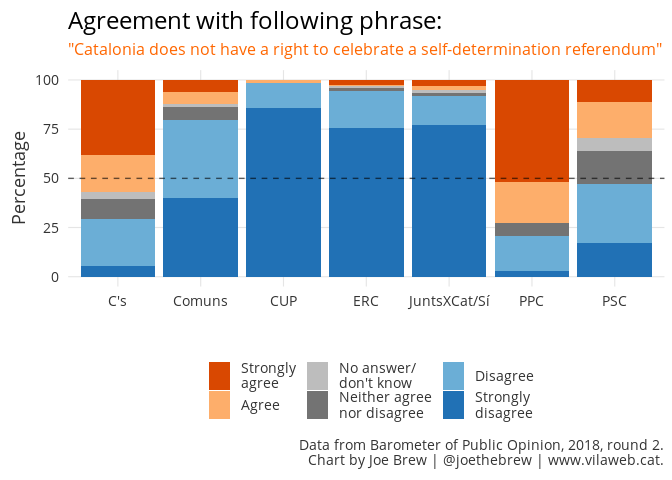 Agreement with following phrase:
"Catalonia does not have a right to celebrate a self-determination referendum"
Percentage
100
75
50
25
0
C's
Comuns
CUP
ERC
JuntsXCat/Sí
PPC
PSC
Strongly
agree
Agree
No answer/
don't know
Neither agree
nor disagree
Disagree
Strongly
disagree
Data from Barometer of Public Opinion, 2018, round 2.
Chart by Joe Brew | @joethebrew | www.vilaweb.cat.